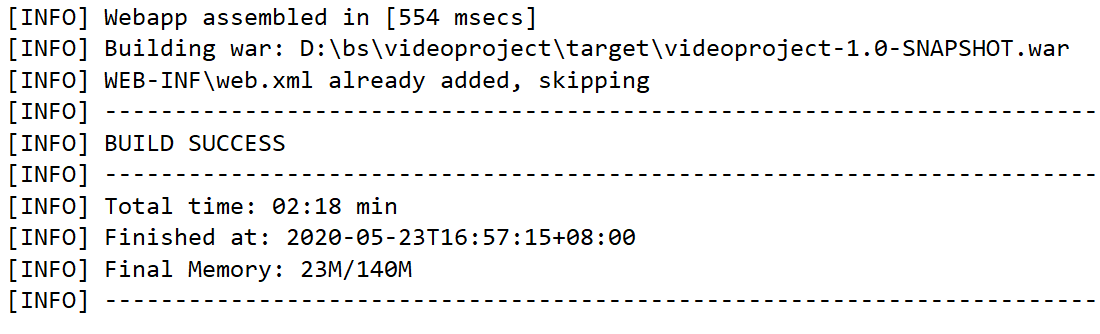 [INFO] Webapp assembled in [554 msecs]
[INFO] Building war: D:\bs\videoproject\target\videoproject-1.0-SNAPSHOT.war
[INFO] WEB-INF\web.xml already added, skipping
[INFO] ------------------------------------------------------------------------
[INFO] BUILD SUCCESS
[INFO] ------------------------------------------------------------------------
[INFO] Total time: 02:18 min
[INFO] Finished at: 2020-05-23T16:57:15+08:00
[INFO] Final Memory: 23M/140M
[INFO] ------------------------------------------------------------------------